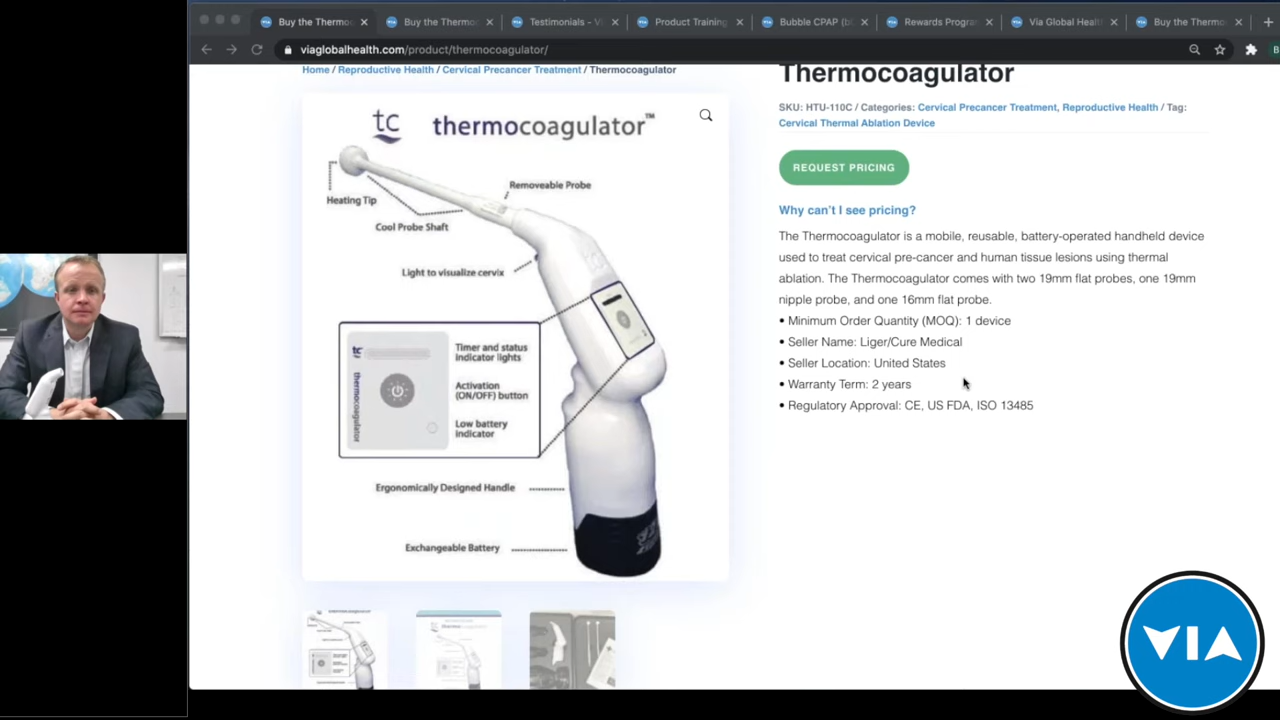 Buy the Thermoc
Buy the Thermoc
Testimonials - Vi
Product Training
Bubble CPAP (b
Rewards Program
Via Global Healt
Buy the Thermo
viaglobalhealth.com/product/thermocoagulator/
Home / Reproductive Health / Cervical Precancer Treatment / Thermocoagulator
tc thermocoagulator™
Heating Tip
Removeable Probe
Cool Probe Shaft
Light to visualize cervix
tc
thermocoagulator
Timer and status
indicator lights
Activation
(ON/OFF) button
Low battery
indicator
Ergonomically Designed Handle
Exchangeable Battery
Thermocoagulator
SKU: HTU-110C / Categories: Cervical Precancer Treatment, Reproductive Health / Tag:
Cervical Thermal Ablation Device
REQUEST PRICING
Why can't I see pricing?
The Thermocoagulator is a mobile, reusable, battery-operated handheld device
used to treat cervical pre-cancer and human tissue lesions using thermal
ablation. The Thermocoagulator comes with two 19mm flat probes, one 19mm
nipple probe, and one 16mm flat probe.
• Minimum Order Quantity (MOQ): 1 device
• Seller Name: Liger/Cure Medical
• Seller Location: United States
• Warranty Term: 2 years
• Regulatory Approval: CE, US FDA, ISO 13485
VIA